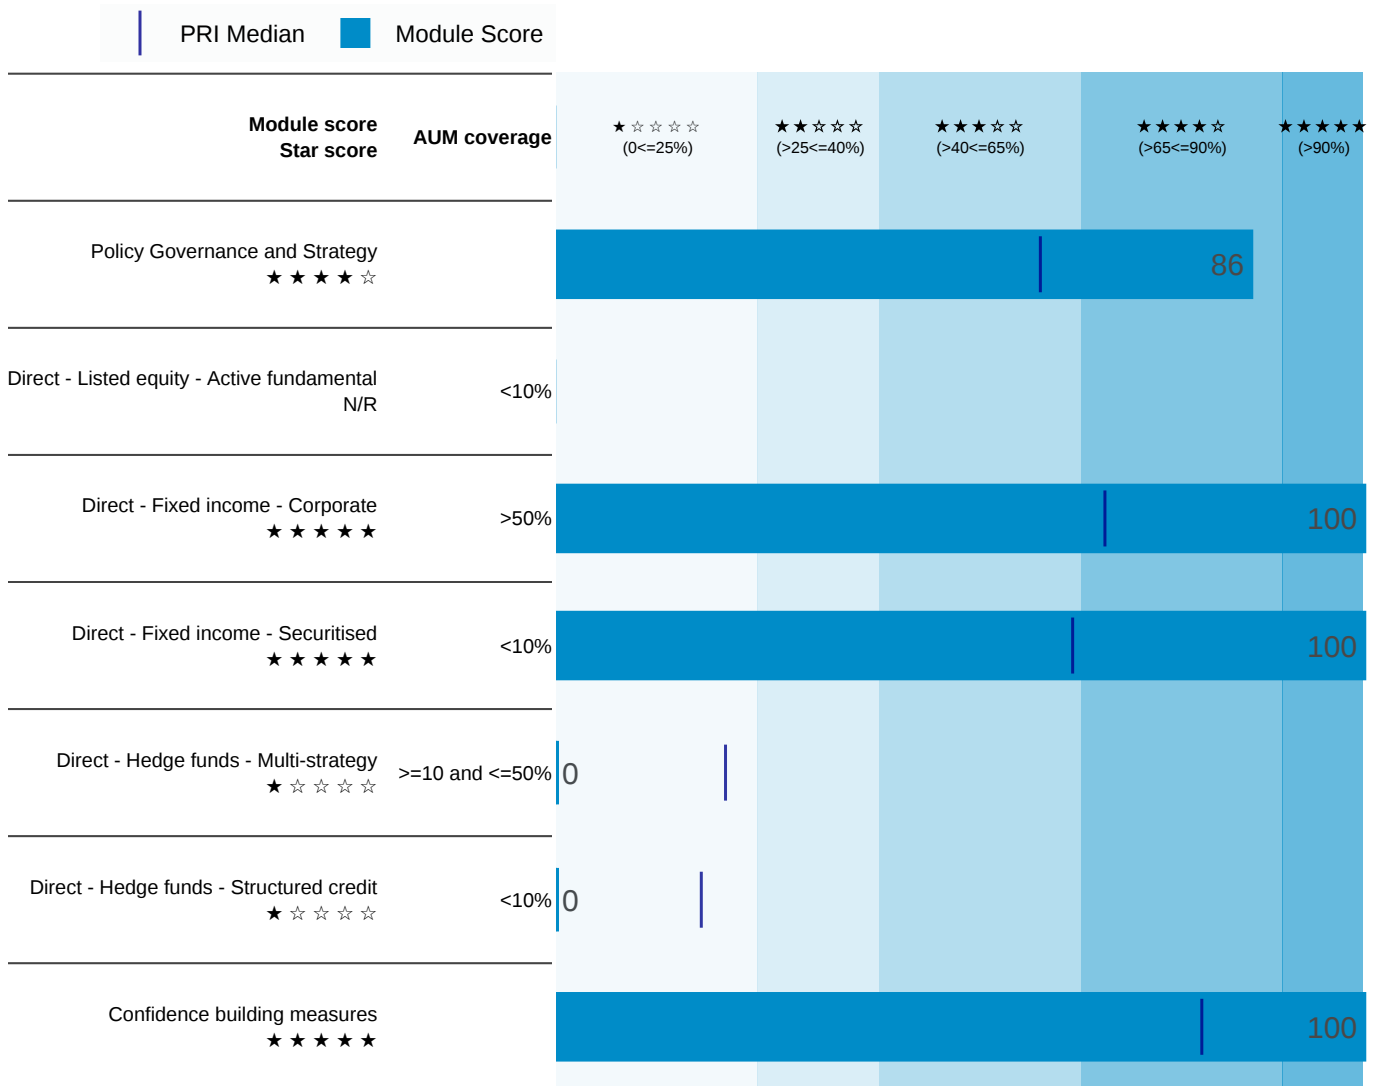 PRI Median Module Score
Module score
Star score
AUM coverage
★☆☆☆☆ ★★☆☆☆ ★★★☆☆ ★★★★☆ ★★★★★
(0<=25%) (>25<=40%) (>40<=65%) (>65<=90%) (>90%)
Policy Governance and Strategy
★★★★☆
86
Direct - Listed equity - Active fundamental
N/R
<10%
Direct - Fixed income - Corporate
★★★★★
>50%
100
Direct - Fixed income - Securitised
★★★★★
<10%
100
Direct - Hedge funds - Multi-strategy
★☆☆☆☆
>=10 and <=50%
0
Direct - Hedge funds - Structured credit
★☆☆☆☆
<10%
0
Confidence building measures
★★★★★
100